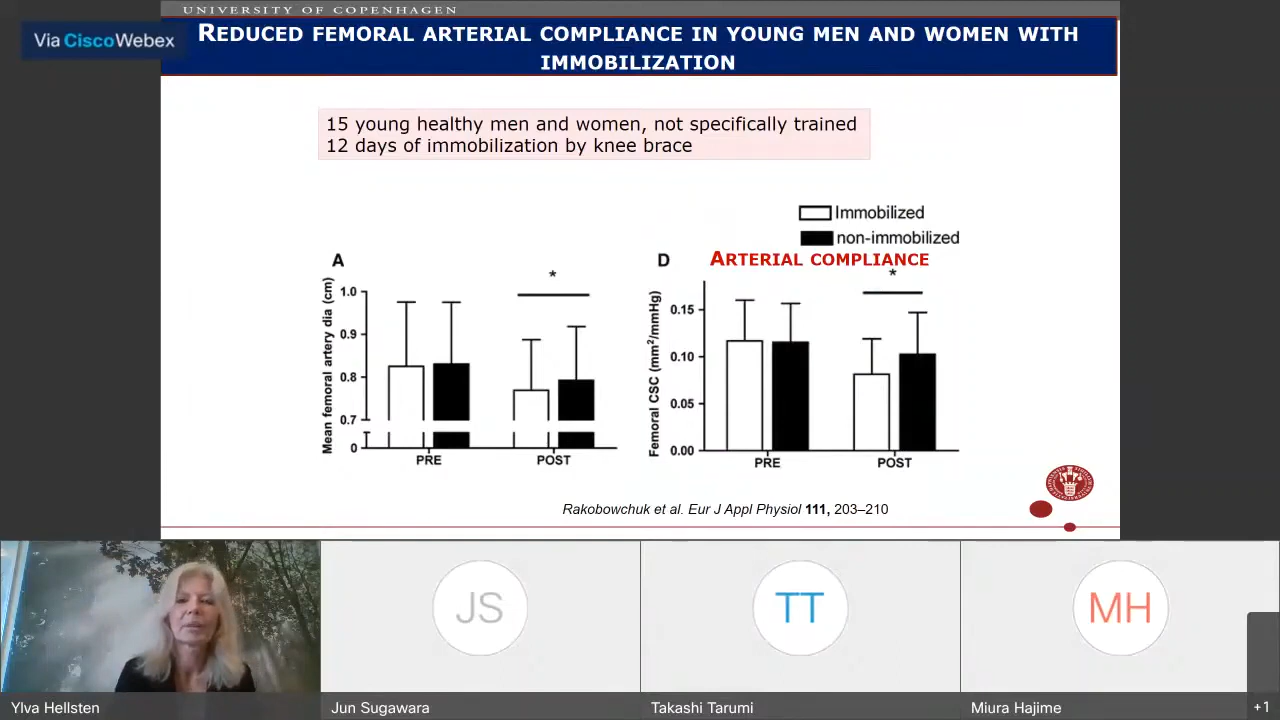 UNIVERSITY OF COPENHAGEN
Via Cisco Webex
REDUCED FEMORAL ARTERIAL COMPLIANCE IN YOUNG MEN AND WOMEN WITH
IMMOBILIZATION
15 young healthy men and women, not specifically trained
12 days of immobilization by knee brace
Immobilized
non-immobilized
A
*
Mean femoral artery dia (cm)
1.0
0.9
0.8
0.7
0
PRE
POST
D
ARTERIAL COMPLIANCE
*
Femoral CSC (mm²/mmHg)
0.15
0.10
0.05
0.00
PRE
POST
Rakobowchuk et al. Eur J Appl Physiol 111, 203–210
JS
TT
MH
Ylva Hellsten
Jun Sugawara
Takashi Tarumi
Miura Hajime
+1